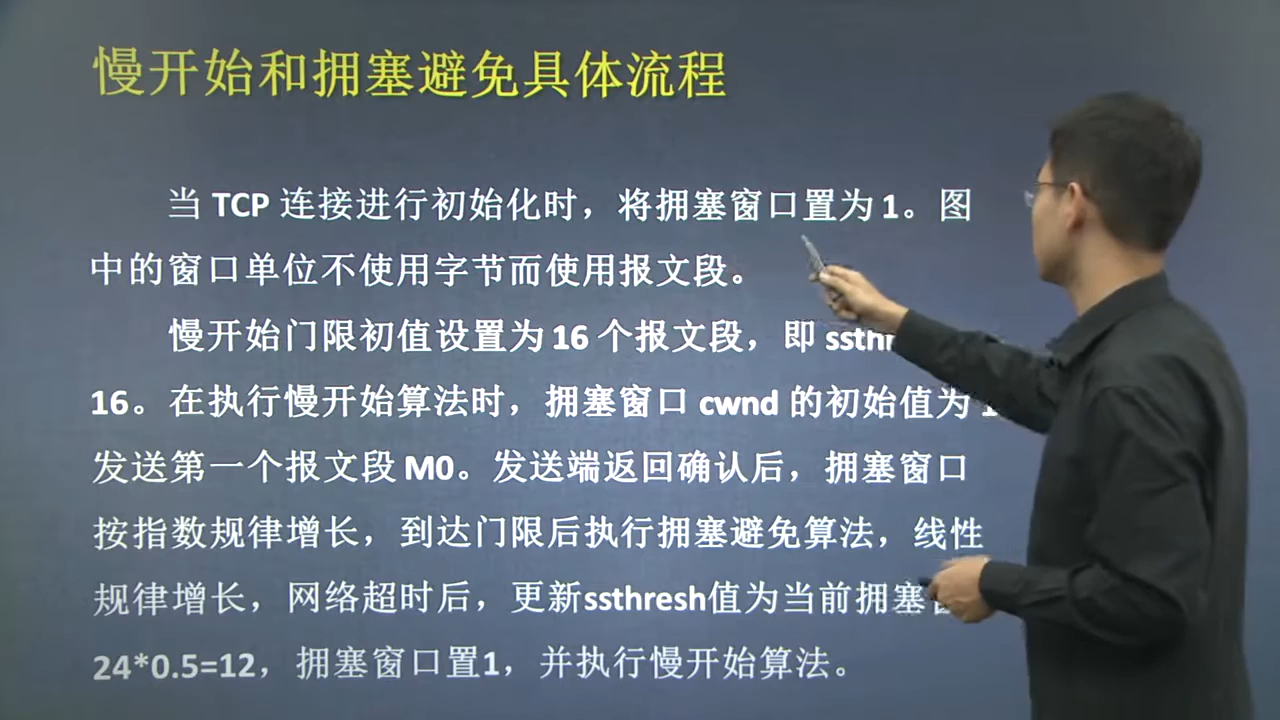 慢开始和拥塞避免具体流程
当 TCP 连接进行初始化时，将拥塞窗口置为 1。图
中的窗口单位不使用字节而使用报文段。
慢开始门限初值设置为 16 个报文段，即
16。在执行慢开始算法时，拥塞窗口 cwnd 的初始值为
发送第一个报文段 M0。发送端返回确认后，拥塞窗口
按指数规律增长，到达门限后执行拥塞避免算法，线性
规律增长，网络超时后，更新ssthresh值为当前拥塞
24*0.5=12，拥塞窗口置1，并执行慢开始算法。